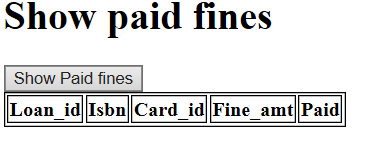 Show paid fines
Show Paid fines
Loan_id Isbn Card_id Fine_amt Paid